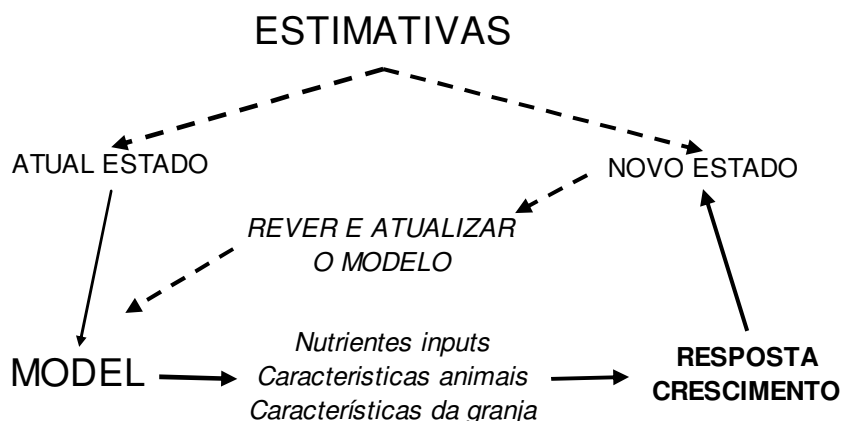 ESTIMATIVAS
ATUAL ESTADO
NOVO ESTADO
REVER E ATUALIZAR
O MODELO
MODEL
Nutrientes inputs
Caracteristicas animais
Características da granja
RESPOSTA
CRESCIMENTO